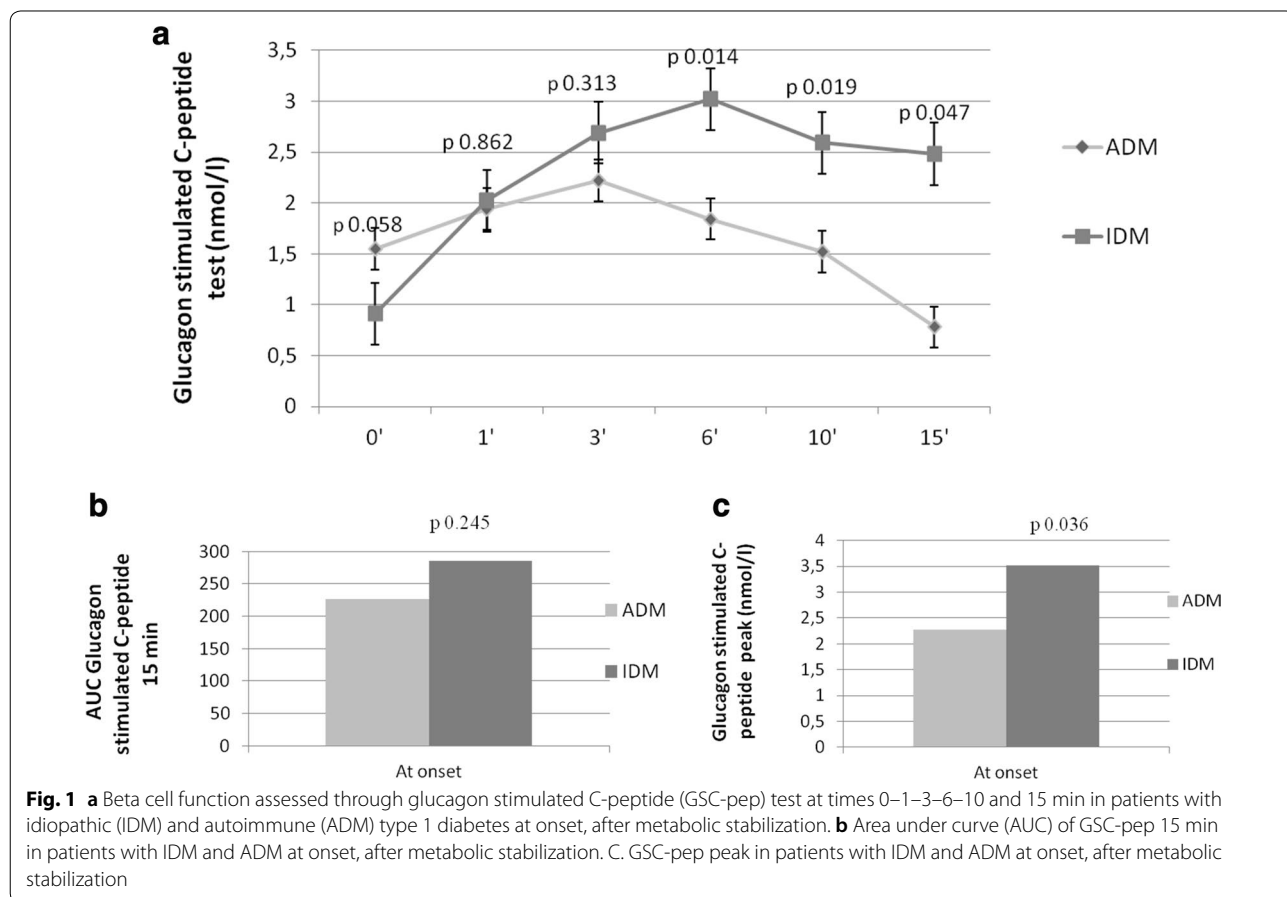 a
Glucagon stimulated C-peptide
test (nmol/l)
3,5
3
2,5
2
1,5
1
0,5
0
p 0.058
p 0.862
p 0.313
p 0.014
p 0.019
p 0.047
0' 1' 3' 6' 10' 15'
ADM
IDM
b
AUC Glucagon
stimulated C-peptide
15 min
p 0.245
300
250
200
150
100
50
0
At onset
ADM
IDM
c
Glucagon stimulated C-
peptide peak (nmol/l)
p 0.036
4
3,5
3
2,5
2
1,5
1
0,5
0
At onset
ADM
IDM
Fig. 1 a Beta cell function assessed through glucagon stimulated C-peptide (GSC-pep) test at times 0–1–3–6–10 and 15 min in patients with
idiopathic (IDM) and autoimmune (ADM) type 1 diabetes at onset, after metabolic stabilization. b Area under curve (AUC) of GSC-pep 15 min
in patients with IDM and ADM at onset, after metabolic stabilization. C. GSC-pep peak in patients with IDM and ADM at onset, after metabolic
stabilization